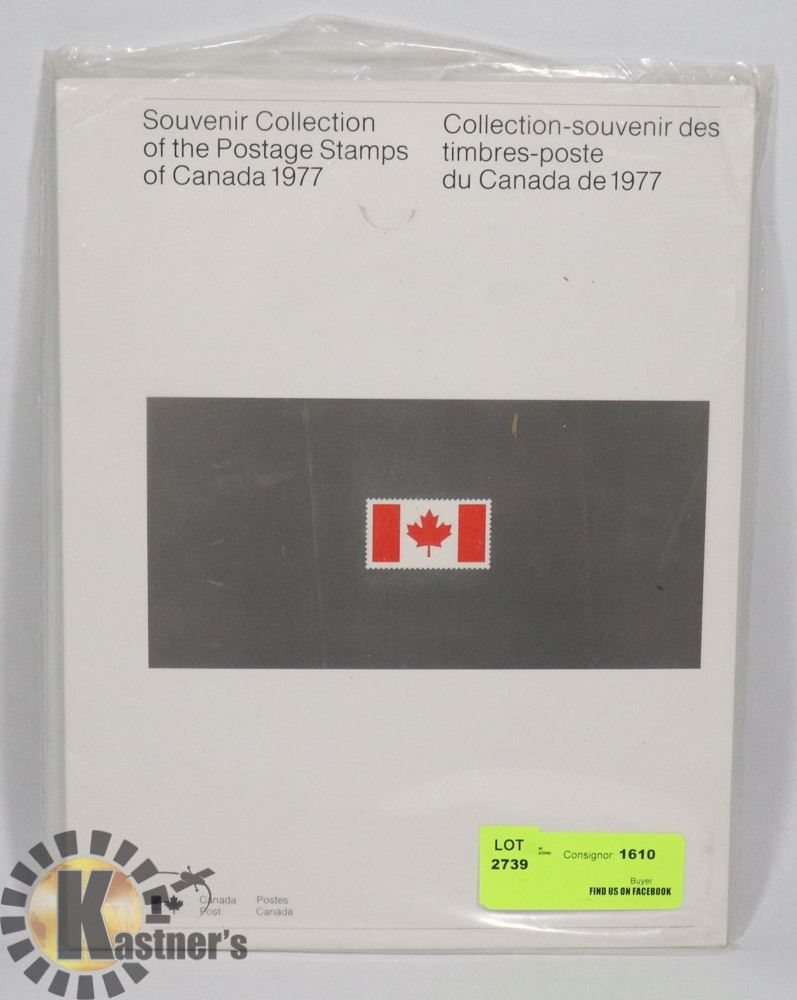 Souvenir Collection
of the Postage Stamps
of Canada 1977
Collection-souvenir des
timbres-poste
du Canada de 1977
LOT
2739
Consignor: 1610
Buyer
FIND US ON FACEBOOK
Canada
Post
Postes
Canada
Kastner's